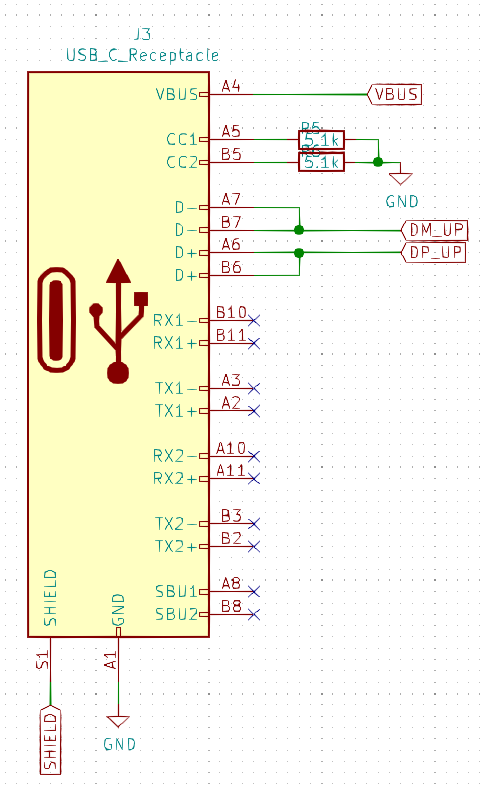 J3
USB_C_Receptacle
VBUS A4 VBUS
R5
CC1 A5 5.1k
R6
CC2 B5 5.1k
GND
D- A7
D- B7 DM_UP
D+ A6 DP_UP
D+ B6
RX1- B10
RX1+ B11
TX1- A3
TX1+ A2
RX2- A10
RX2+ A11
TX2- B3
TX2+ B2
SBU1 A8
SBU2 B8
SHIELD
GND
S1
A1
SHIELD
GND